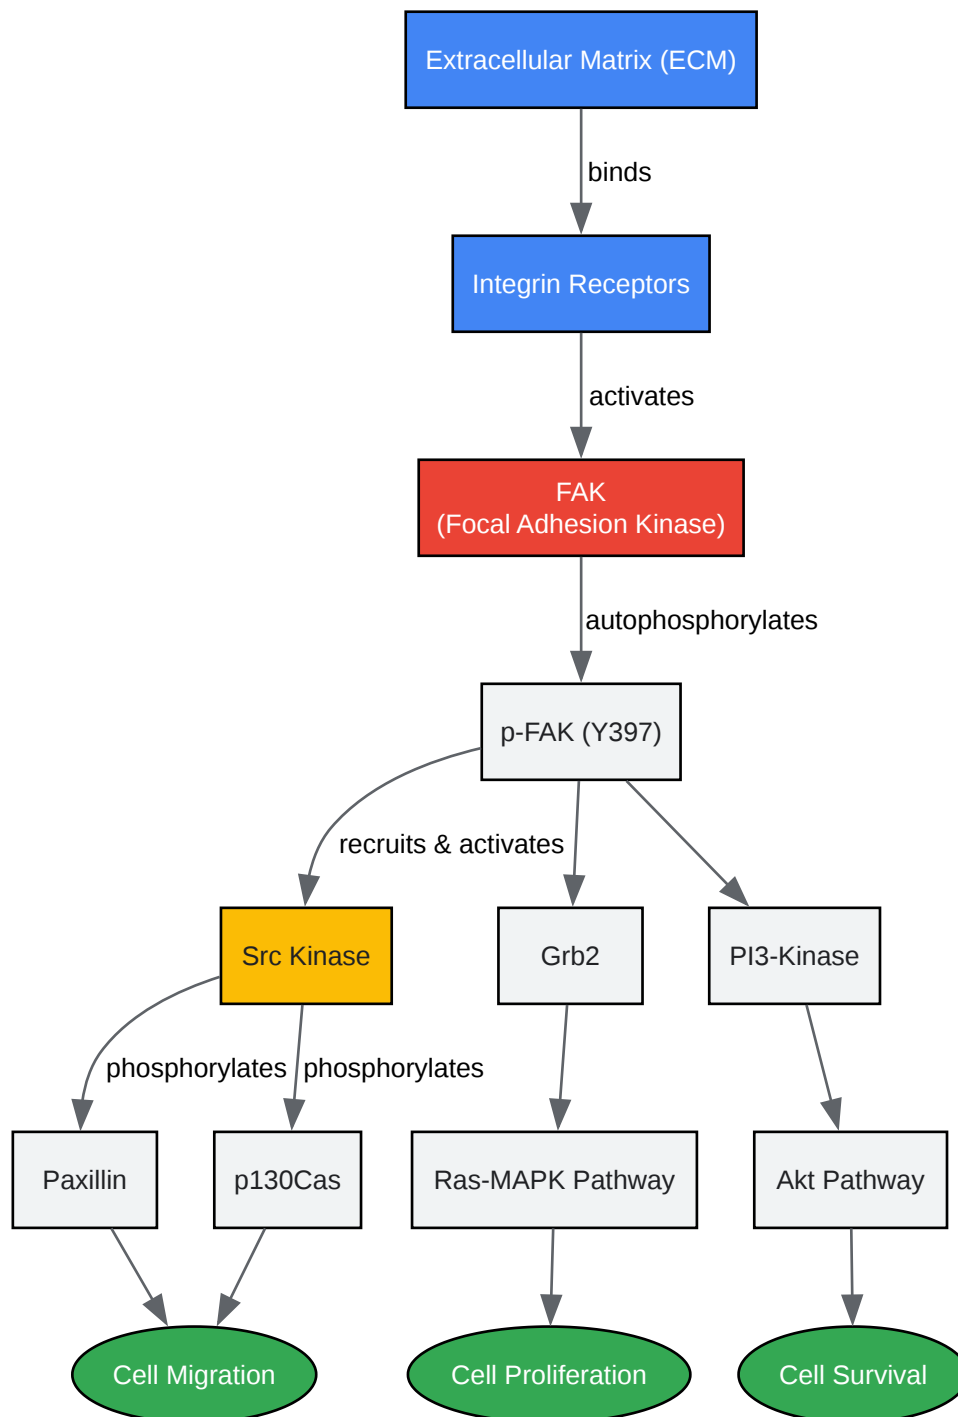 Extracellular Matrix (ECM)
binds
Integrin Receptors
activates
FAK
(Focal Adhesion Kinase)
autophosphorylates
p-FAK (Y397)
recruits & activates
Src Kinase
Grb2
PI3-Kinase
phosphorylates
phosphorylates
Paxillin
p130Cas
Ras-MAPK Pathway
Akt Pathway
Cell Migration
Cell Proliferation
Cell Survival